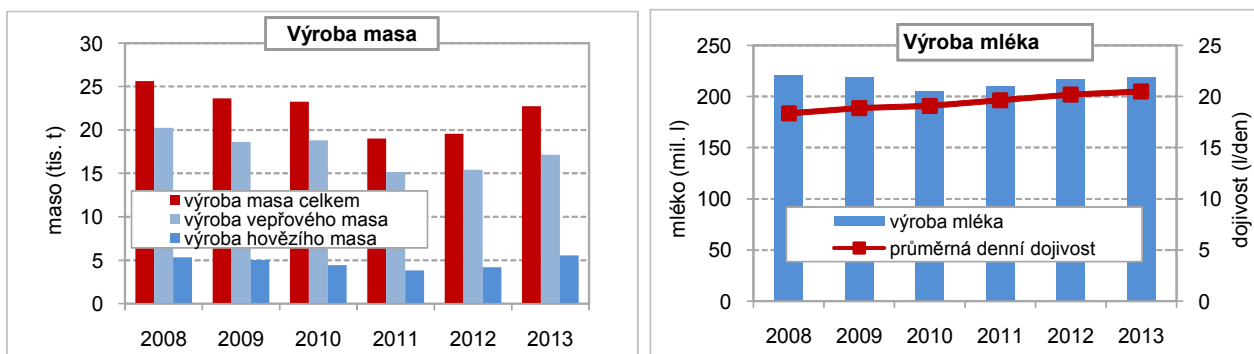 Výroba masa
maso (tis. t)
30
25
20
15
10
5
0
výroba masa celkem
výroba vepřového masa
výroba hovězího masa
2008 2009 2010 2011 2012 2013
Výroba mléka
mléko (mil. l)
250
200
150
100
50
0
výroba mléka
průměrná denní dojivost
25
20
15
10
5
0
dojivost (l/den)
2008 2009 2010 2011 2012 2013